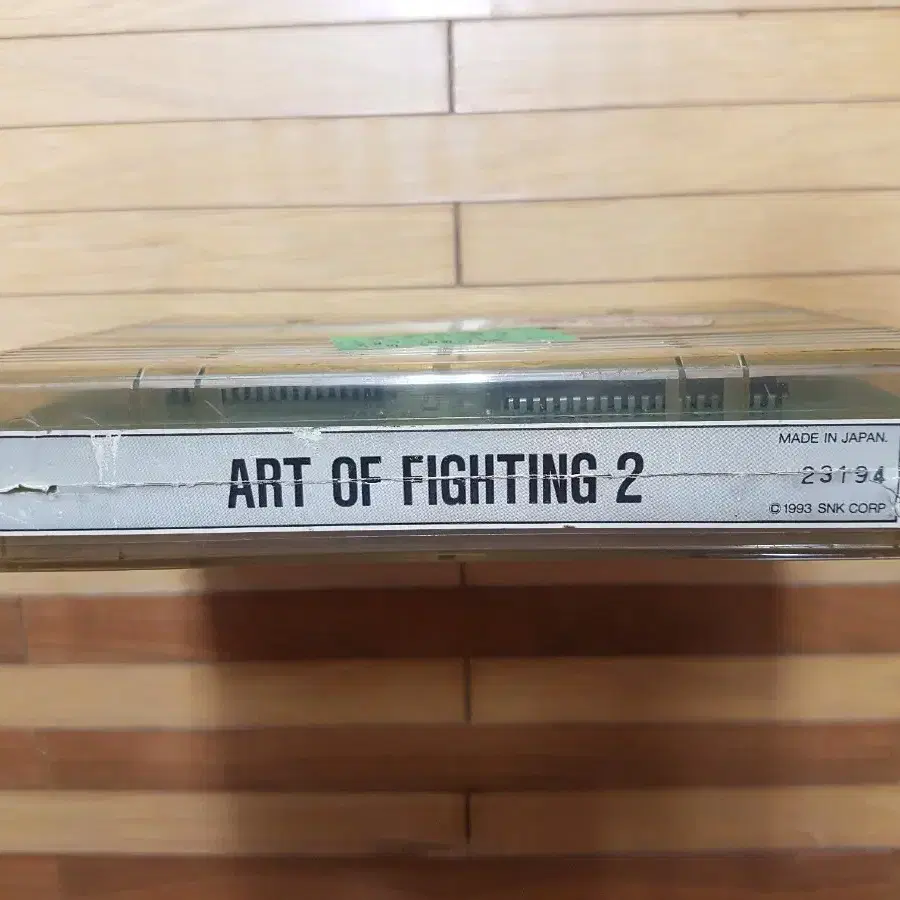 MADE IN JAPAN.
ART OF FIGHTING 2
23194
© 1993 SNK CORP